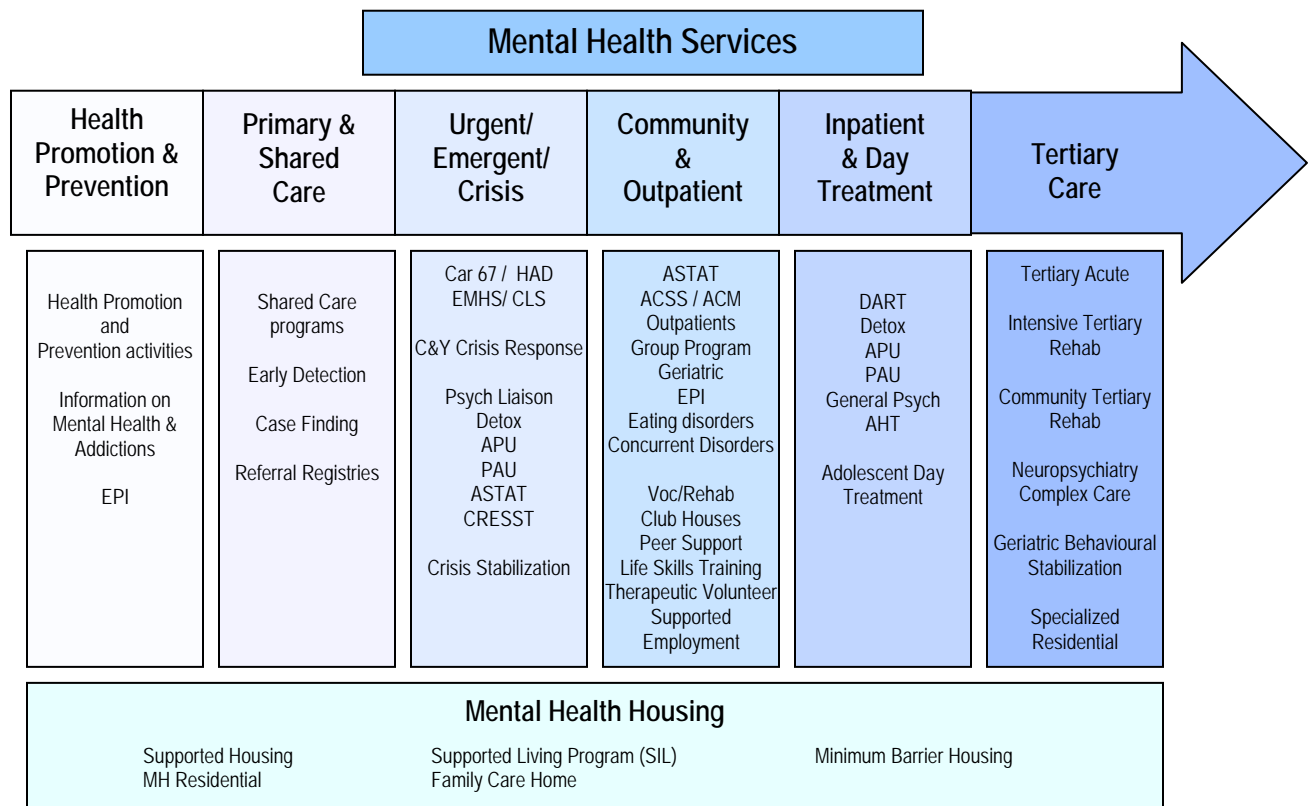 Mental Health Services
Health
Promotion &
Prevention
Primary &
Shared
Care
Urgent/
Emergent/
Crisis
Community
&
Outpatient
Inpatient
& Day
Treatment
Tertiary
Care
Health Promotion
and
Prevention activities
Information on
Mental Health &
Addictions
EPI
Shared Care
programs
Early Detection
Case Finding
Referral Registries
Car 67 / HAD
EMHS/ CLS
C&Y Crisis Response
Psych Liaison
Detox
APU
PAU
ASTAT
CRESST
Crisis Stabilization
ASTAT
ACSS / ACM
Outpatients
Group Program
Geriatric
EPI
Eating disorders
Concurrent Disorders
Voc/Rehab
Club Houses
Peer Support
Life Skills Training
Therapeutic Volunteer
Supported
Employment
DART
Detox
APU
PAU
General Psych
AHT
Adolescent Day
Treatment
Tertiary Acute
Intensive Tertiary
Rehab
Community Tertiary
Rehab
Neuropsychiatry
Complex Care
Geriatric Behavioural
Stabilization
Specialized
Residential
Mental Health Housing
Supported Housing
MH Residential
Supported Living Program (SIL)
Family Care Home
Minimum Barrier Housing